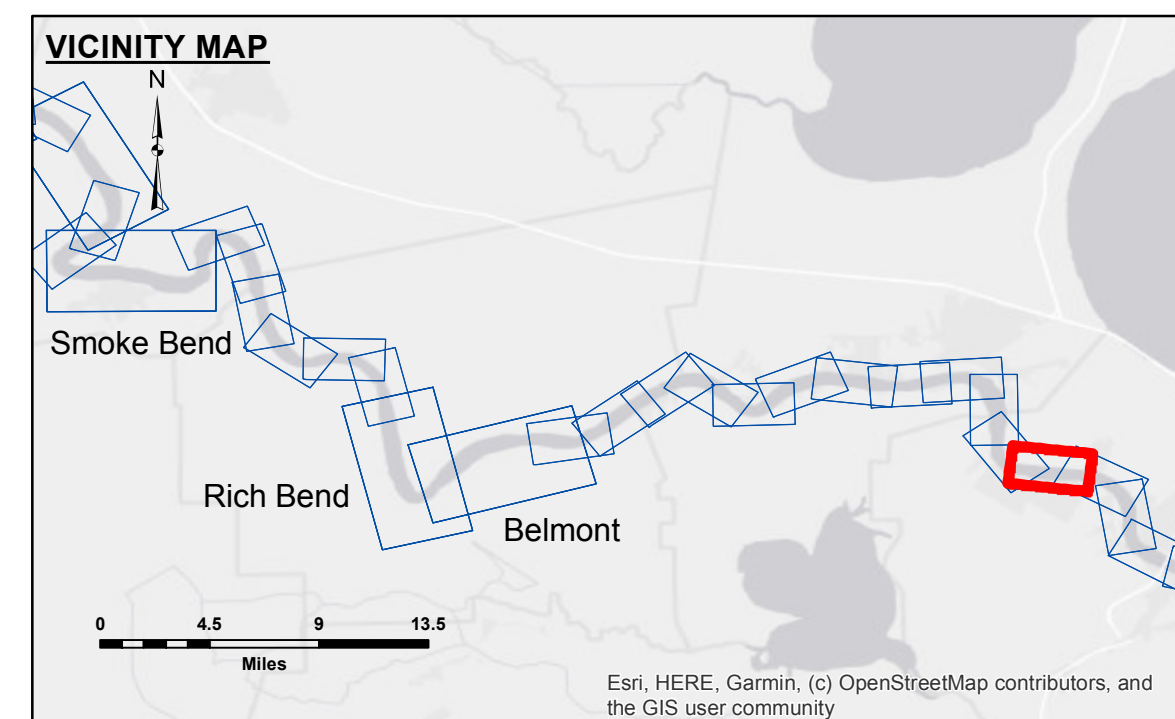 VICINITY MAP
N
Smoke Bend
Rich Bend
Belmont
0 4.5 9 13.5
Miles
Esri, HERE, Garmin, (c) OpenStreetMap contributors, and
the GIS user community